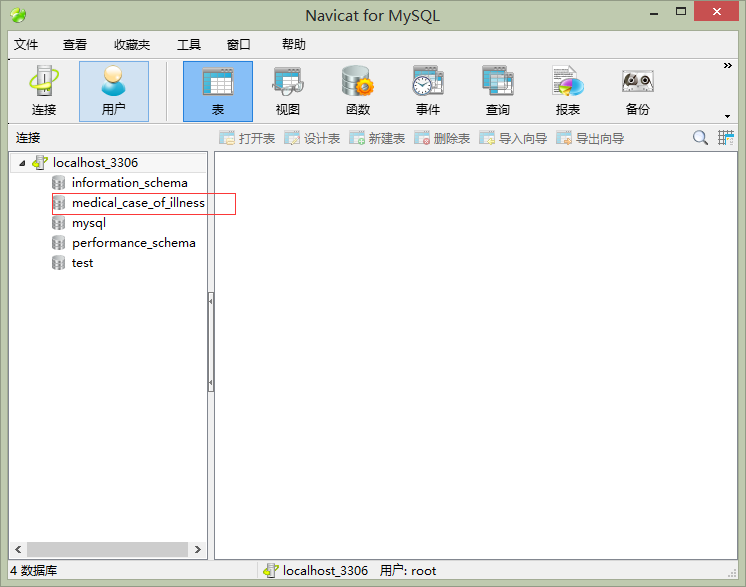 Navicat for MySQL
文件 查看 收藏夹 工具 窗口 帮助
连接 用户 表 视图 函数 事件 查询 报表 备份
连接 打开表 设计表 新建表 删除表 导入向导 导出向导
localhost_3306
information_schema
medical_case_of_illness
mysql
performance_schema
test
4 数据库 localhost_3306 用户: root